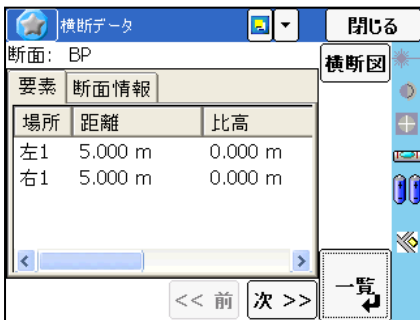 横断データ 閉じる
断面: BP 横断図
要素 断面情報
場所 距離 比高
左1 5.000 m 0.000 m
右1 5.000 m 0.000 m
<< 前 次 >> 一覧